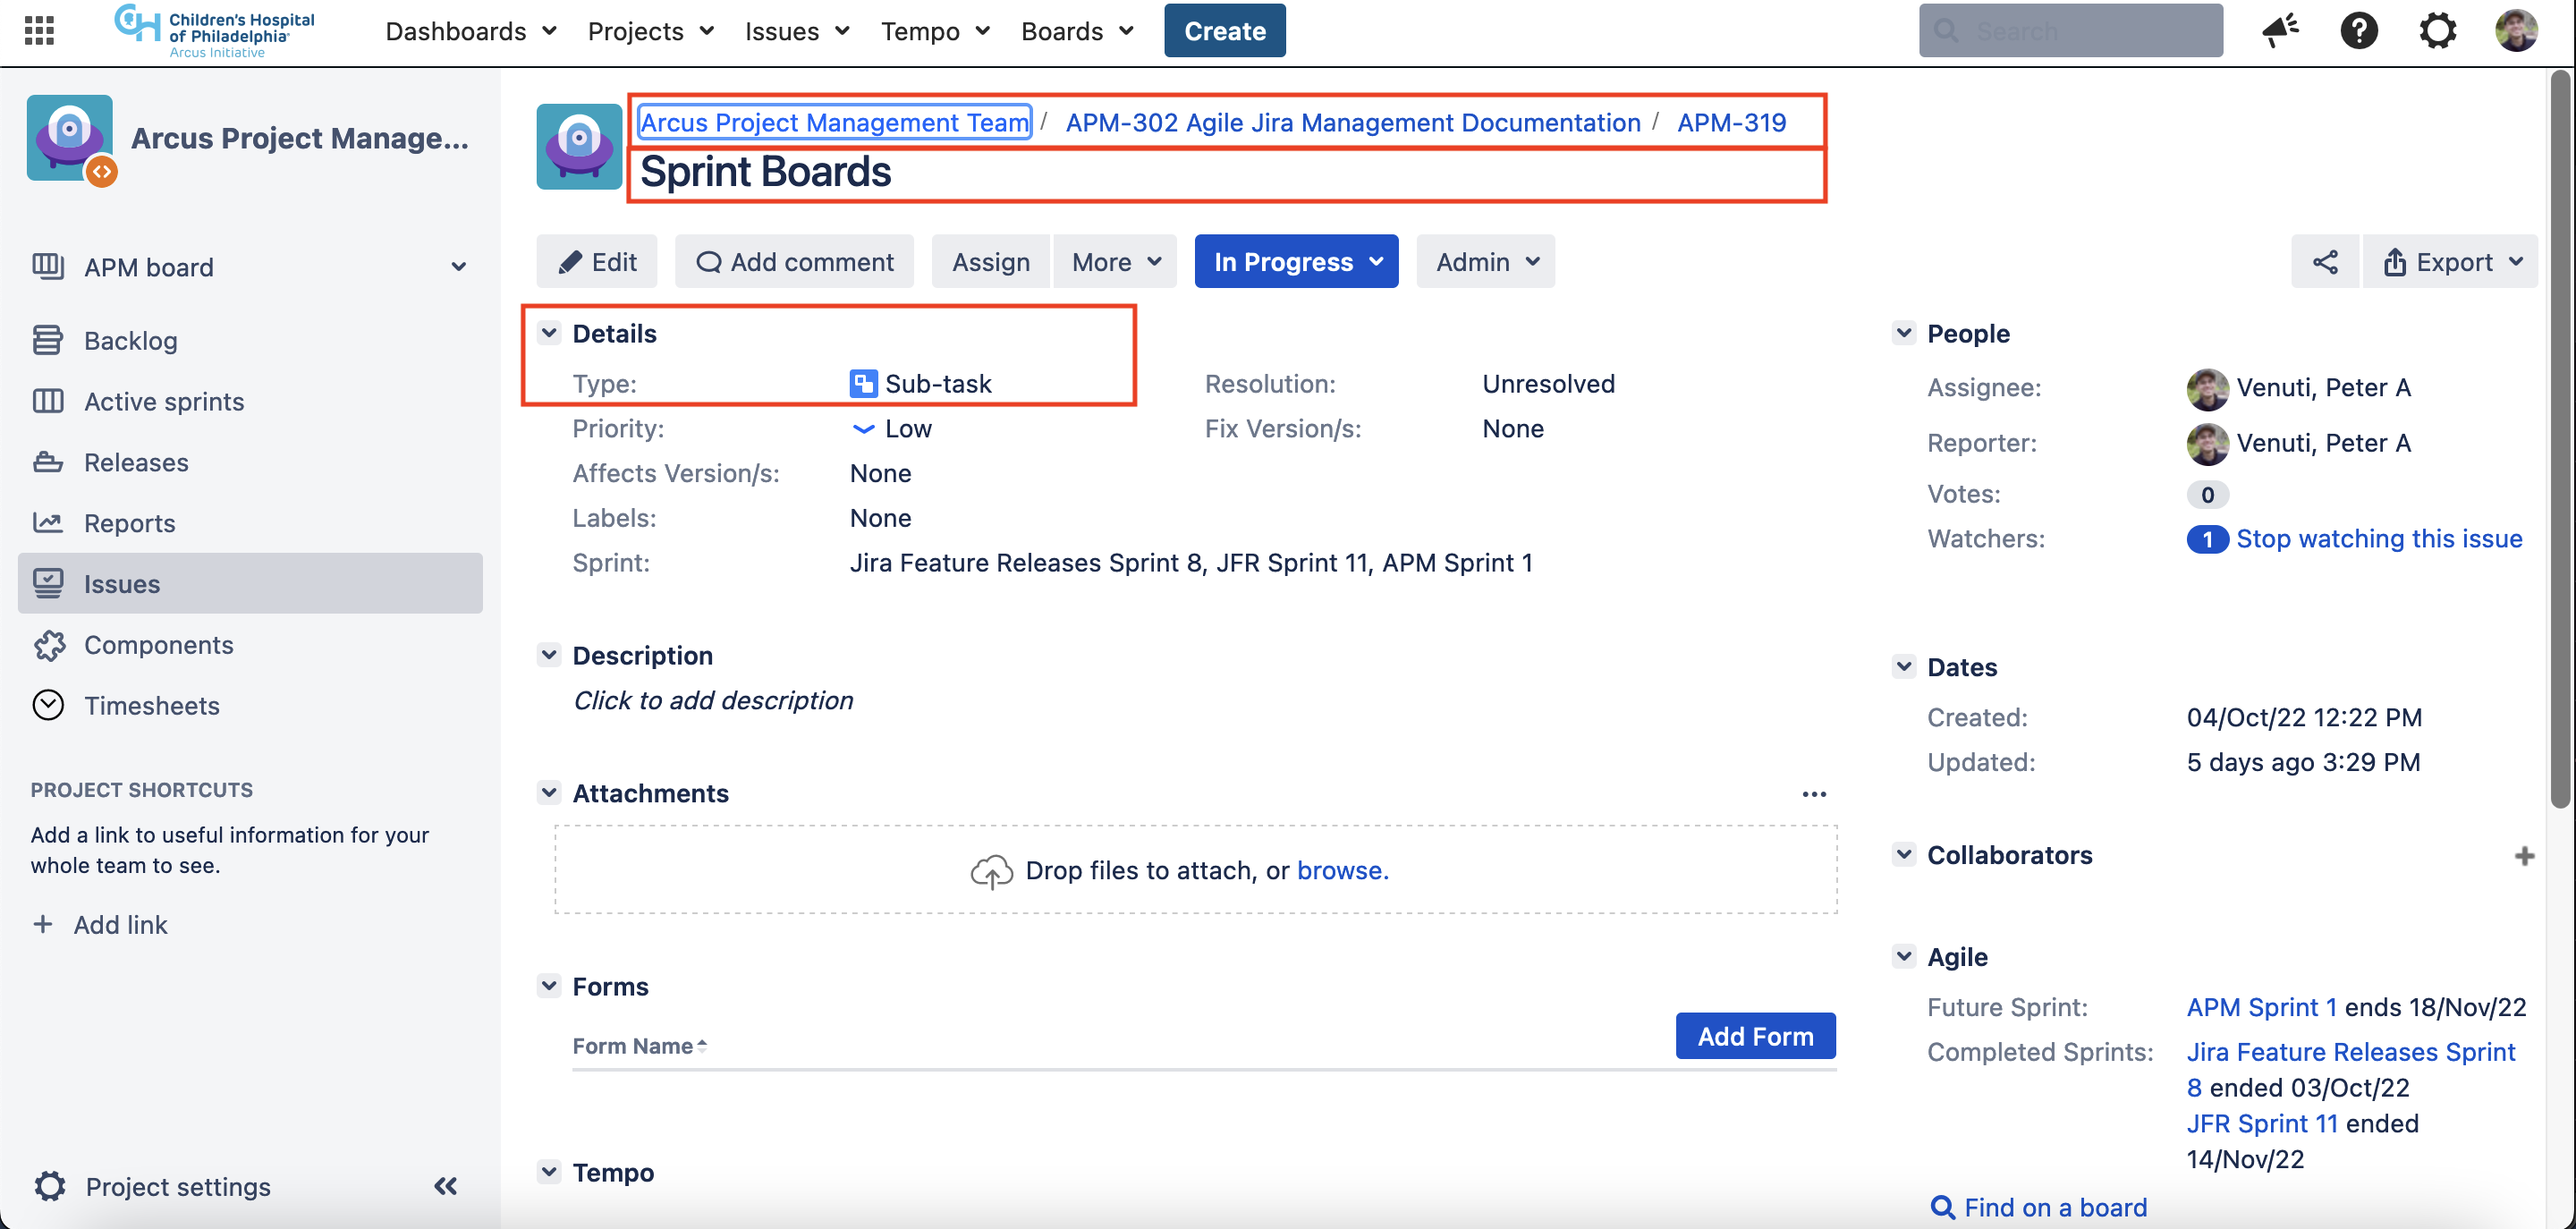 CH Children's Hospital
of Philadelphia
Arcus Initiative
Dashboards Projects Issues Tempo Boards Create Search
Arcus Project Manage...
APM board
Backlog
Active sprints
Releases
Reports
Issues
Components
Timesheets
PROJECT SHORTCUTS
Add a link to useful information for your
whole team to see.
+ Add link
Project settings
Arcus Project Management Team / APM-302 Agile Jira Management Documentation / APM-319
Sprint Boards
Edit Add comment Assign More In Progress Admin Export
Details
Type: Sub-task Resolution: Unresolved
Priority: Low Fix Version/s: None
Affects Version/s: None
Labels: None
Sprint: Jira Feature Releases Sprint 8, JFR Sprint 11, APM Sprint 1
Description
Click to add description
Attachments
Drop files to attach, or browse.
Forms
Form Name Add Form
Tempo
People
Assignee: Venuti, Peter A
Reporter: Venuti, Peter A
Votes: 0
Watchers: 1 Stop watching this issue
Dates
Created: 04/Oct/22 12:22 PM
Updated: 5 days ago 3:29 PM
Collaborators
Agile
Future Sprint: APM Sprint 1 ends 18/Nov/22
Completed Sprints: Jira Feature Releases Sprint
8 ended 03/Oct/22
JFR Sprint 11 ended
14/Nov/22
Find on a board